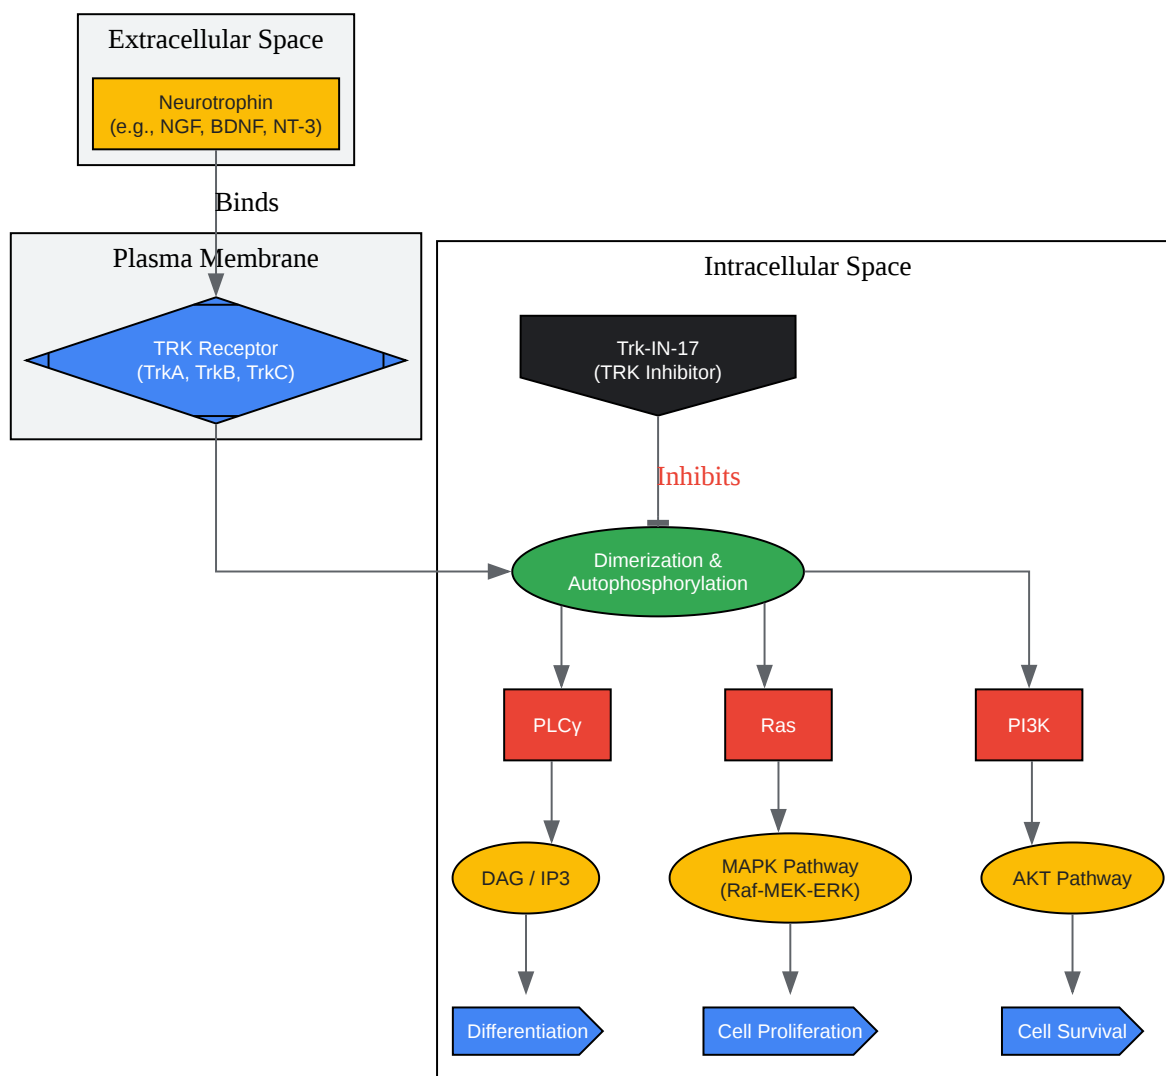 Extracellular Space
Neurotrophin
(e.g., NGF, BDNF, NT-3)
Binds
Plasma Membrane
TRK Receptor
(TrkA, TrkB, TrkC)
Intracellular Space
Trk-IN-17
(TRK Inhibitor)
Inhibits
Dimerization &
Autophosphorylation
PLCγ
Ras
PI3K
DAG / IP3
MAPK Pathway
(Raf-MEK-ERK)
AKT Pathway
Differentiation
Cell Proliferation
Cell Survival